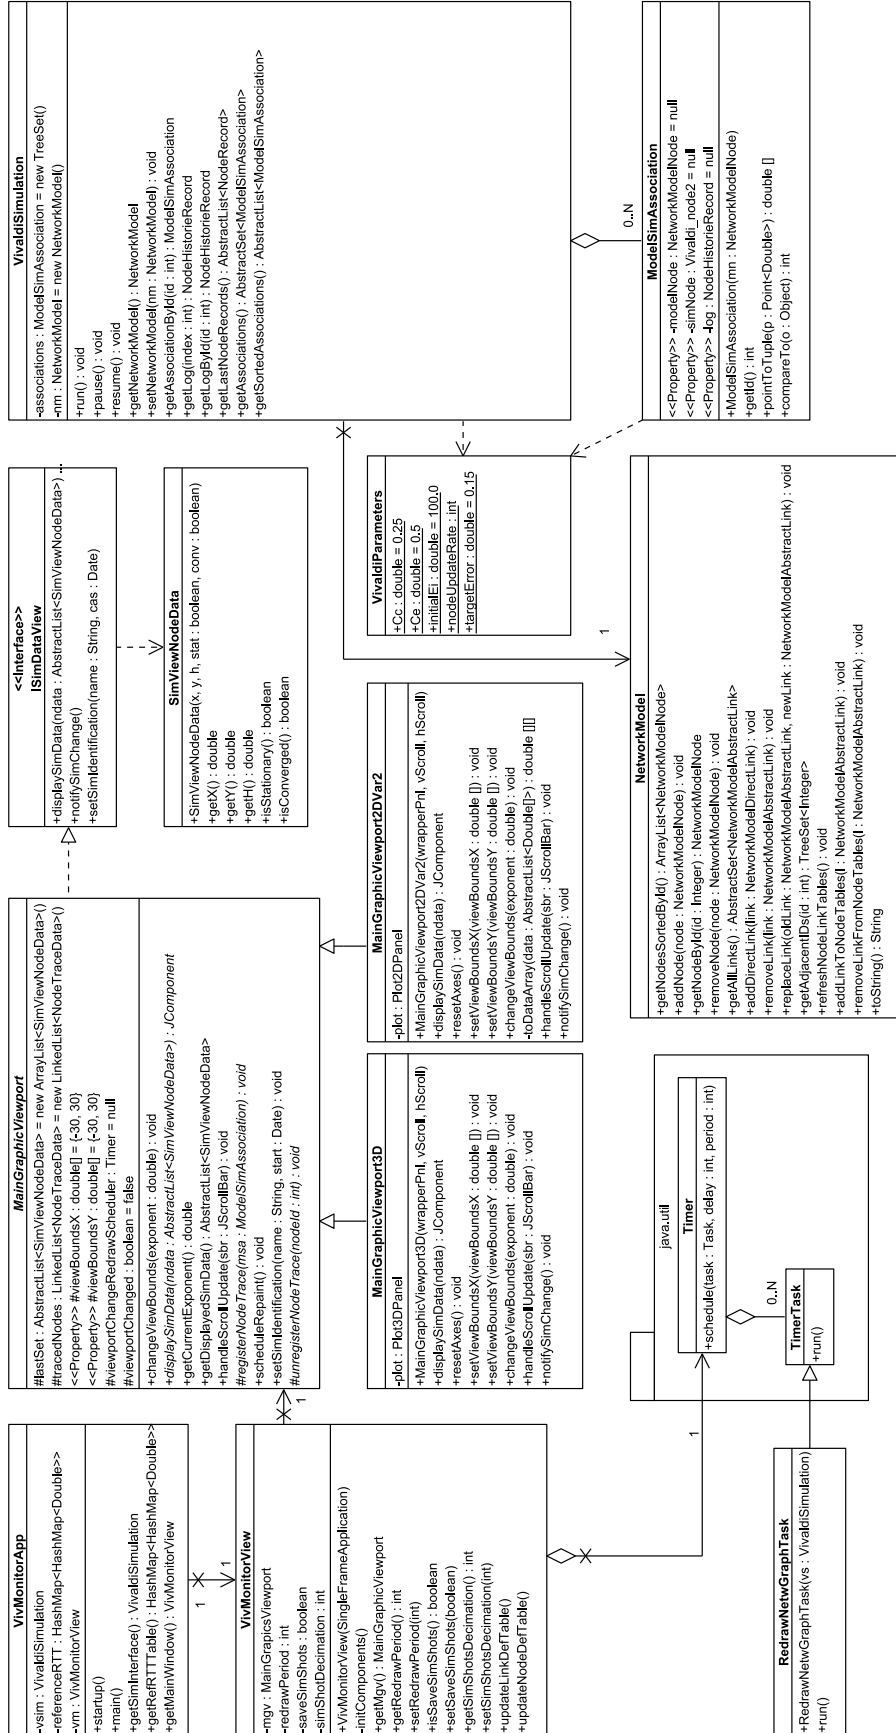 VivMonitorApp
-vsim : VivaldiSimulation
-referenceRTT : HashMap<HashMap<Double>>
-vm : VivMonitorView
+startup()
+main()
+getSimInterface() : VivaldiSimulation
+getRefRTTTable() : HashMap<HashMap<Double>>
+getMainWindow() : VivMonitorView
1
1
VivMonitorView
-mgv : MainGrapicsViewport
-redrawPeriod : int
-saveSimShots : boolean
-simShotDecimation : int
+VivMonitorView(SingleFrameApplication)
-initComponents()
+getMgv() : MainGraphicViewport
+getRedrawPeriod() : int
+setRedrawPeriod(int)
+isSaveSimShots() : boolean
+setSaveSimShots(boolean)
+getSimShotsDecimation() : int
+setSimShotsDecimation(int)
+updateLinkDefTable()
+updateNodeDefTable()
1
1
RedrawNetwGraphTask
+RedrawNetwGraphTask(vs : VivaldiSimulation)
+run()
MainGraphicViewport
#lastSet : AbstractList<SimViewNodeData> = new ArrayList<SimViewNodeData>()
#tracedNodes : LinkedList<NodeTraceData> = new LinkedList<NodeTraceData>()
<<Property>> #viewBoundsX : double[] = {-30, 30}
<<Property>> #viewBoundsY : double[] = {-30, 30}
#viewportChangeRedrawScheduler : Timer = null
#viewportChanged : boolean = false
+changeViewBounds(exponent : double) : void
+displaySimData(ndata : AbstractList<SimViewNodeData>) : JComponent
+getCurrentExponent() : double
+getDisplayedSimData() : AbstractList<SimViewNodeData>
+handleScrollUpdate(sbr : JScrollBar) : void
#registerNodeTrace(msa : ModelSimAssociation) : void
+scheduleRepaint() : void
+setSimIdentification(name : String, start : Date) : void
#unregisterNodeTrace(nodeId : int) : void
MainGraphicViewport3D
-plot : Plot3DPanel
+MainGraphicViewport3D(wrapperPnl, vScroll, hScroll)
+displaySimData(ndata) : JComponent
+resetAxes() : void
+setViewBoundsX(viewBoundsX : double []) : void
+setViewBoundsY(viewBoundsY : double []) : void
+changeViewBounds(exponent : double) : void
+handleScrollUpdate(sbr : JScrollBar) : void
+notifySimChange() : void
MainGraphicViewport2DVar2
-plot : Plot2DPanel
+MainGraphicViewport2DVar2(wrapperPnl, vScroll, hScroll)
+displaySimData(ndata) : JComponent
+resetAxes() : void
+setViewBoundsX(viewBoundsX : double []) : void
+setViewBoundsY(viewBoundsY : double []) : void
+changeViewBounds(exponent : double) : void
-toDataArray(data : AbstractList<Double[]>) : double [][]
+handleScrollUpdate(sbr : JScrollBar) : void
+notifySimChange() : void
java.util
Timer
+schedule(task : Task, delay : int, period : int)
0..N
TimerTask
+run()
<<Interface>>
ISimDataView
+displaySimData(ndata : AbstractList<SimViewNodeData>) ...
+notifySimChange()
+setSimIdentification(name : String, cas : Date)
SimViewNodeData
+SimViewNodeData(x, y, h, stat : boolean, conv : boolean)
+getX() : double
+getY() : double
+getH() : double
+isStationary() : boolean
+isConverged() : boolean
VivaldiParameters
+Cc : double = 0.25
+Ce : double = 0.5
+initialEi : double = 100.0
+nodeUpdateRate : int
+targetError : double = 0.15
1
NetworkModel
+getNodesSortedById() : ArrayList<NetworkModelNode>
+addNode(node : NetworkModelNode) : void
+getNodeById(id : Integer) : NetworkModelNode
+removeNode(node : NetworkModelNode) : void
+getAllLinks() : AbstractSet<NetworkModelAbstractLink>
+addDirectLink(link : NetworkModelDirectLink) : void
+removeLink(link : NetworkModelAbstractLink) : void
+replaceLink(oldLink : NetworkModelAbstractLink, newLink : NetworkModelAbstractLink) : void
+getAdjacentIDs(id : int) : TreeSet<Integer>
+refreshNodeLinkTables() : void
+addLinkToNodeTables(l : NetworkModelAbstractLink) : void
+removeLinkFromNodeTables(l : NetworkModelAbstractLink) : void
+toString() : String
VivaldiSimulation
-associations : ModelSimAssociation = new TreeSet()
-nm : NetworkModel = new NetworkModel()
+run() : void
+pause() : void
+resume() : void
+getNetworkModel() : NetworkModel
+setNetworkModel(nm : NetworkModel) : void
+getAssociationById(id : int) : ModelSimAssociation
+getLog(index : int) : NodeHistorieRecord
+getLogById(id : int) : NodeHistorieRecord
+getLastNodeRecords() : AbstractList<NodeRecord>
+getAssociations() : AbstractSet<ModelSimAssociation>
+getSortedAssociations() : AbstractList<ModelSimAssociation>
0..N
ModelSimAssociation
<<Property>> -modelNode : NetworkModelNode = null
<<Property>> -simNode : Vivaldi_node2 = null
<<Property>> -log : NodeHistorieRecord = null
+ModelSimAssociation(mn : NetworkModelNode)
+getId() : int
+pointToTuple(p : Point<Double>) : double []
+compareTo(o : Object) : int